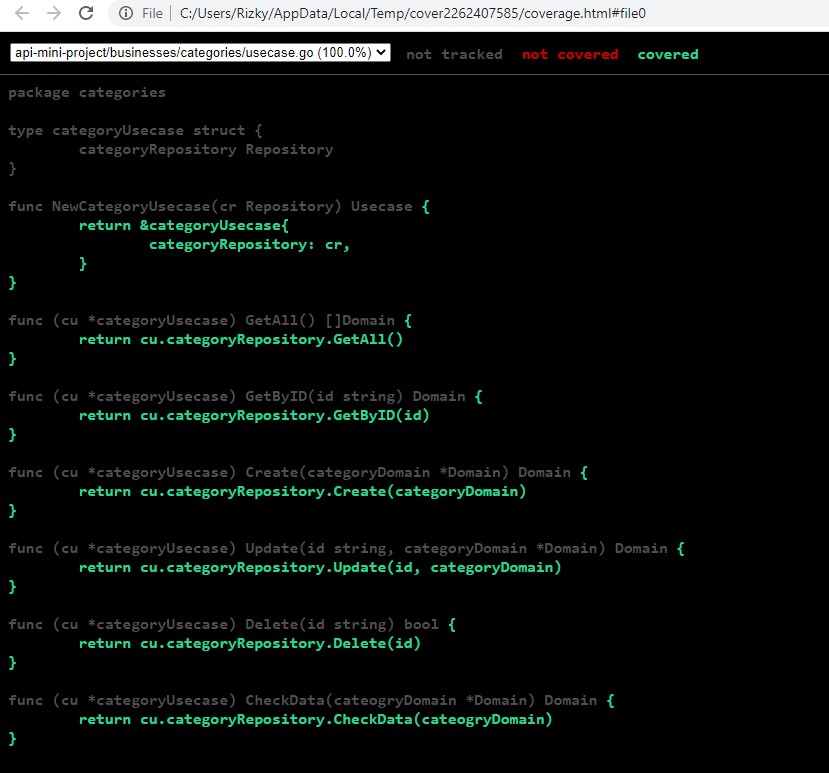 File | C:/Users/Rizky/AppData/Local/Temp/cover2262407585/coverage.html#file0
api-mini-project/businesses/categories/usecase.go (100.0%) not tracked not covered covered
package categories
type categoryUsecase struct {
        categoryRepository Repository
}
func NewCategoryUsecase(cr Repository) Usecase {
        return &categoryUsecase{
                categoryRepository: cr,
        }
}
func (cu *categoryUsecase) GetAll() []Domain {
        return cu.categoryRepository.GetAll()
}
func (cu *categoryUsecase) GetByID(id string) Domain {
        return cu.categoryRepository.GetByID(id)
}
func (cu *categoryUsecase) Create(categoryDomain *Domain) Domain {
        return cu.categoryRepository.Create(categoryDomain)
}
func (cu *categoryUsecase) Update(id string, categoryDomain *Domain) Domain {
        return cu.categoryRepository.Update(id, categoryDomain)
}
func (cu *categoryUsecase) Delete(id string) bool {
        return cu.categoryRepository.Delete(id)
}
func (cu *categoryUsecase) CheckData(cateogryDomain *Domain) Domain {
        return cu.categoryRepository.CheckData(cateogryDomain)
}